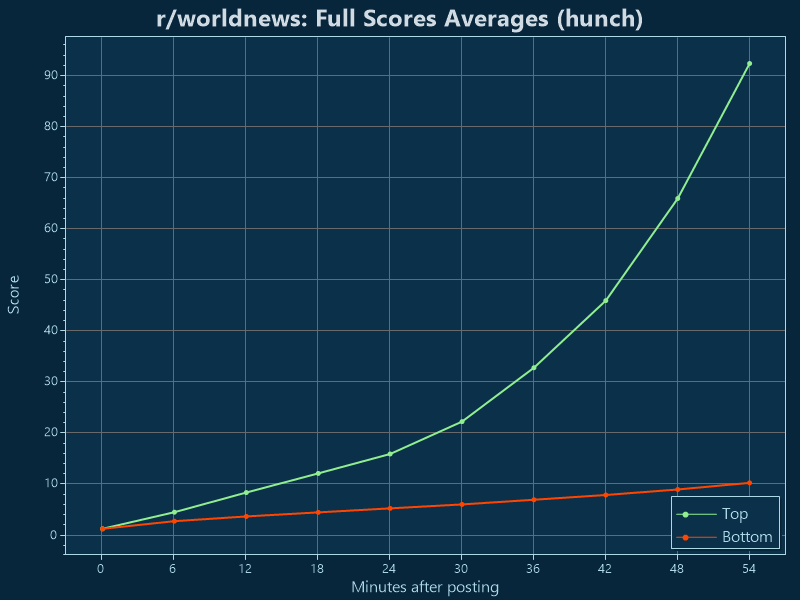 r/worldnews: Full Scores Averages (hunch)
90
80
70
60
50
40
30
20
10
0
Score
0 6 12 18 24 30 36 42 48 54
Minutes after posting
Top
Bottom